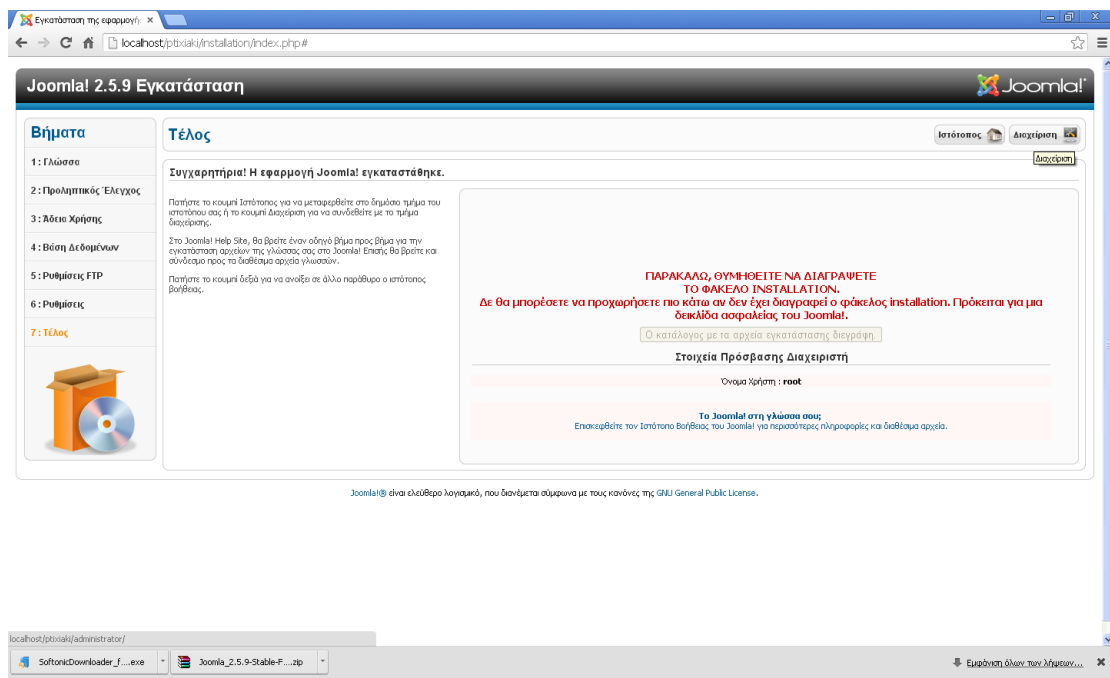 Εγκατάσταση της εφαρμογή
localhost/ptixiaki/installation/index.php#
Joomla! 2.5.9 Εγκατάσταση
Joomla!
Βήματα
1 : Γλώσσα
2 : Προληπτικός Έλεγχος
3 : Άδεια Χρήσης
4 : Βάση Δεδομένων
5 : Ρυθμίσεις FTP
6 : Ρυθμίσεις
7 : Τέλος
Τέλος
Ιστότοπος
Διαχείριση
Διαχείριση
Συγχαρητήρια! Η εφαρμογή Joomla! εγκαταστάθηκε.
Πατήστε το κουμπί Ιστότοπος για να μεταφερθείτε στο δημόσιο τμήμα του
ιστοτόπου σας ή το κουμπί Διαχείριση για να συνδεθείτε με το τμήμα
διαχείρισης.
Στο Joomla! Help Site, θα βρείτε έναν οδηγό βήμα προς βήμα για την
εγκατάσταση αρχείων της γλώσσας σας στο Joomla! Επισής θα βρείτε και
σύνδεσμο προς τα διαθέσιμα αρχεία γλωσσών.
Πατήστε το κουμπί δεξιά για να ανοίξει σε άλλο παράθυρο ο ιστότοπος
βοήθειας.
ΠΑΡΑΚΑΛΩ, ΘΥΜΗΘΕΙΤΕ ΝΑ ΔΙΑΓΡΑΨΕΤΕ
ΤΟ ΦΑΚΕΛΟ INSTALLATION.
Δε θα μπορέσετε να προχωρήσετε πιο κάτω αν δεν έχει διαγραφεί ο φάκελος installation. Πρόκειται για μια
δεικλίδα ασφαλείας του Joomla!.
Ο κατάλογος με τα αρχεία εγκατάστασης διεγράφη.
Στοιχεία Πρόσβασης Διαχειριστή
Όνομα Χρήστη : root
Το Joomla! στη γλώσσα σου;
Επισκεφθείτε τον Ιστότοπο Βοήθειας του Joomla! για περισσότερες πληροφορίες και διαθέσιμα αρχεία.
Joomla!® είναι ελεύθερο λογισμικό, που διανέμεται σύμφωνα με τους κανόνες της GNU General Public License.
localhost/ptixiaki/administrator/
SoftonicDownloader_f....exe
Joomla_2.5.9-Stable-F....zip
Εμφάνιση όλων των λήψεων...